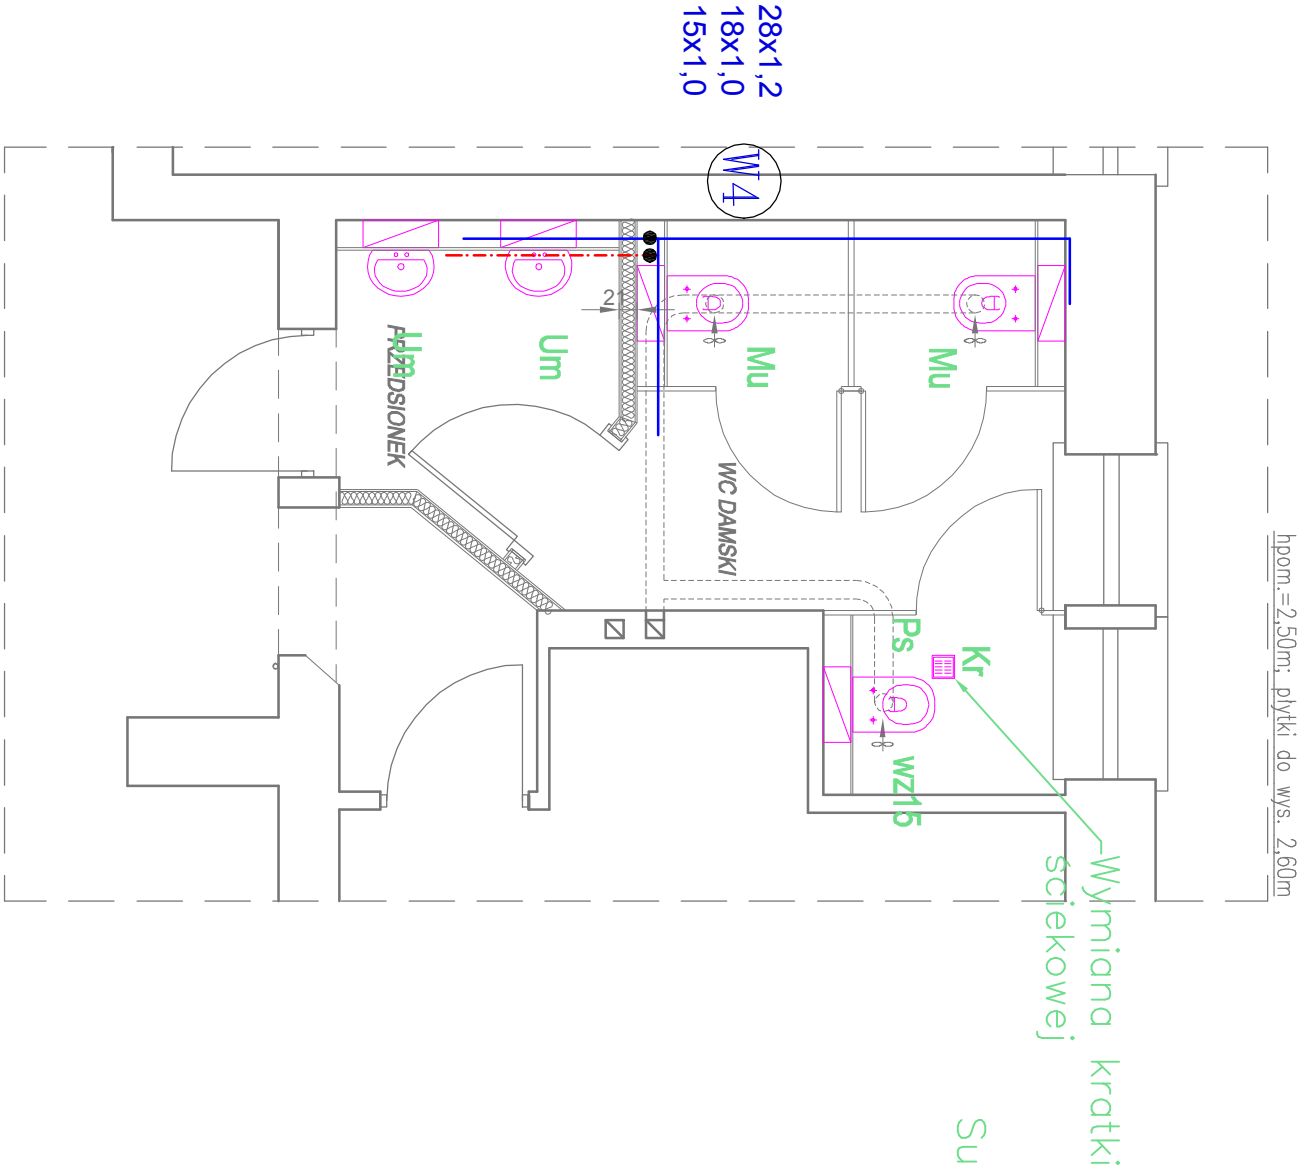 28x1,2
18x1,0
15x1,0
W4
hpom.=2,50m; płytki do wys. 2,60m
21
Um
Um
Mu
Mu
PRZEDSIONEK
WC DAMSKI
Ps
Kr
wz15
Wymiana kratki
ściekowej
Su